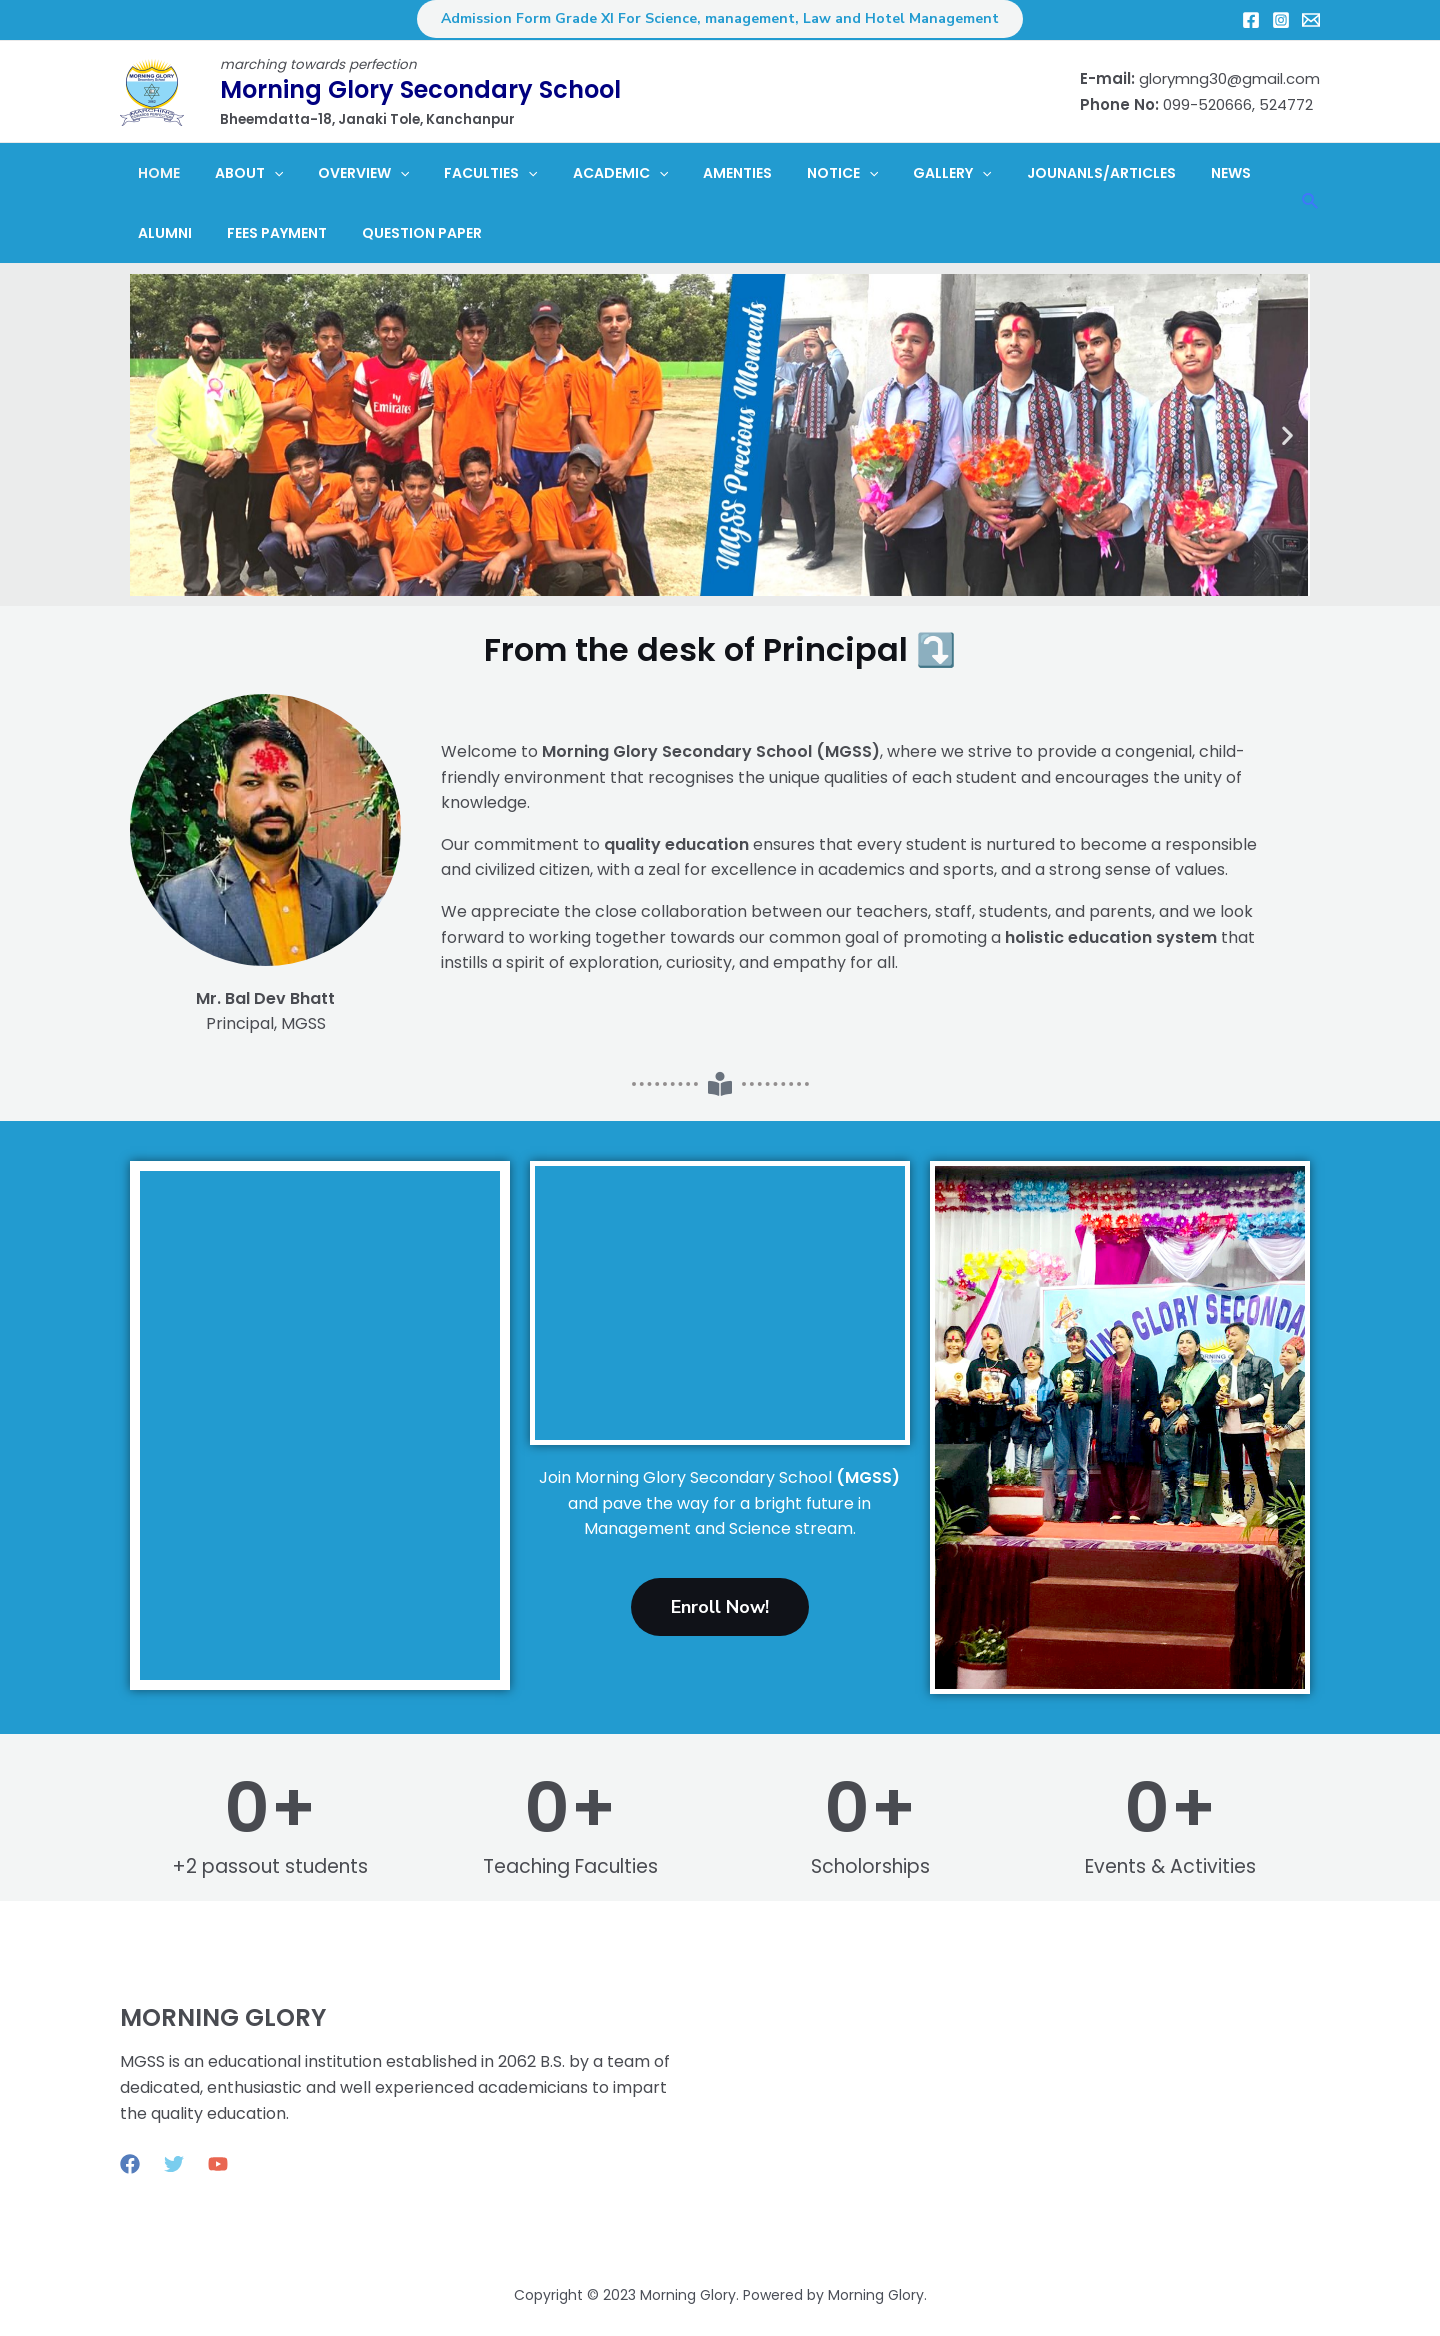 Admission Form Grade XI For Science, management, Law and Hotel Management
MORNING GLORY
marching towards perfection
Morning Glory Secondary School
Bheemdatta-18, Janaki Tole, Kanchanpur
E-mail: glorymng30@gmail.com
Phone No: 099-520666, 524772
HOME ABOUT OVERVIEW FACULTIES ACADEMIC AMENTIES NOTICE GALLERY JOUNANLS/ARTICLES NEWS
ALUMNI FEES PAYMENT QUESTION PAPER
Fly
Emirates
MGSS Precious Moments
From the desk of Principal ⤵️
Welcome to Morning Glory Secondary School (MGSS), where we strive to provide a congenial, child-
friendly environment that recognises the unique qualities of each student and encourages the unity of
knowledge.
Our commitment to quality education ensures that every student is nurtured to become a responsible
and civilized citizen, with a zeal for excellence in academics and sports, and a strong sense of values.
We appreciate the close collaboration between our teachers, staff, students, and parents, and we look
forward to working together towards our common goal of promoting a holistic education system that
instills a spirit of exploration, curiosity, and empathy for all.
Mr. Bal Dev Bhatt
Principal, MGSS
NING GLORY SECONDA
MORNING G
Join Morning Glory Secondary School (MGSS)
and pave the way for a bright future in
Management and Science stream.
Enroll Now!
0+ 0+ 0+ 0+
+2 passout students Teaching Faculties Scholorships Events & Activities
MORNING GLORY
MGSS is an educational institution established in 2062 B.S. by a team of
dedicated, enthusiastic and well experienced academicians to impart
the quality education.
Copyright © 2023 Morning Glory. Powered by Morning Glory.